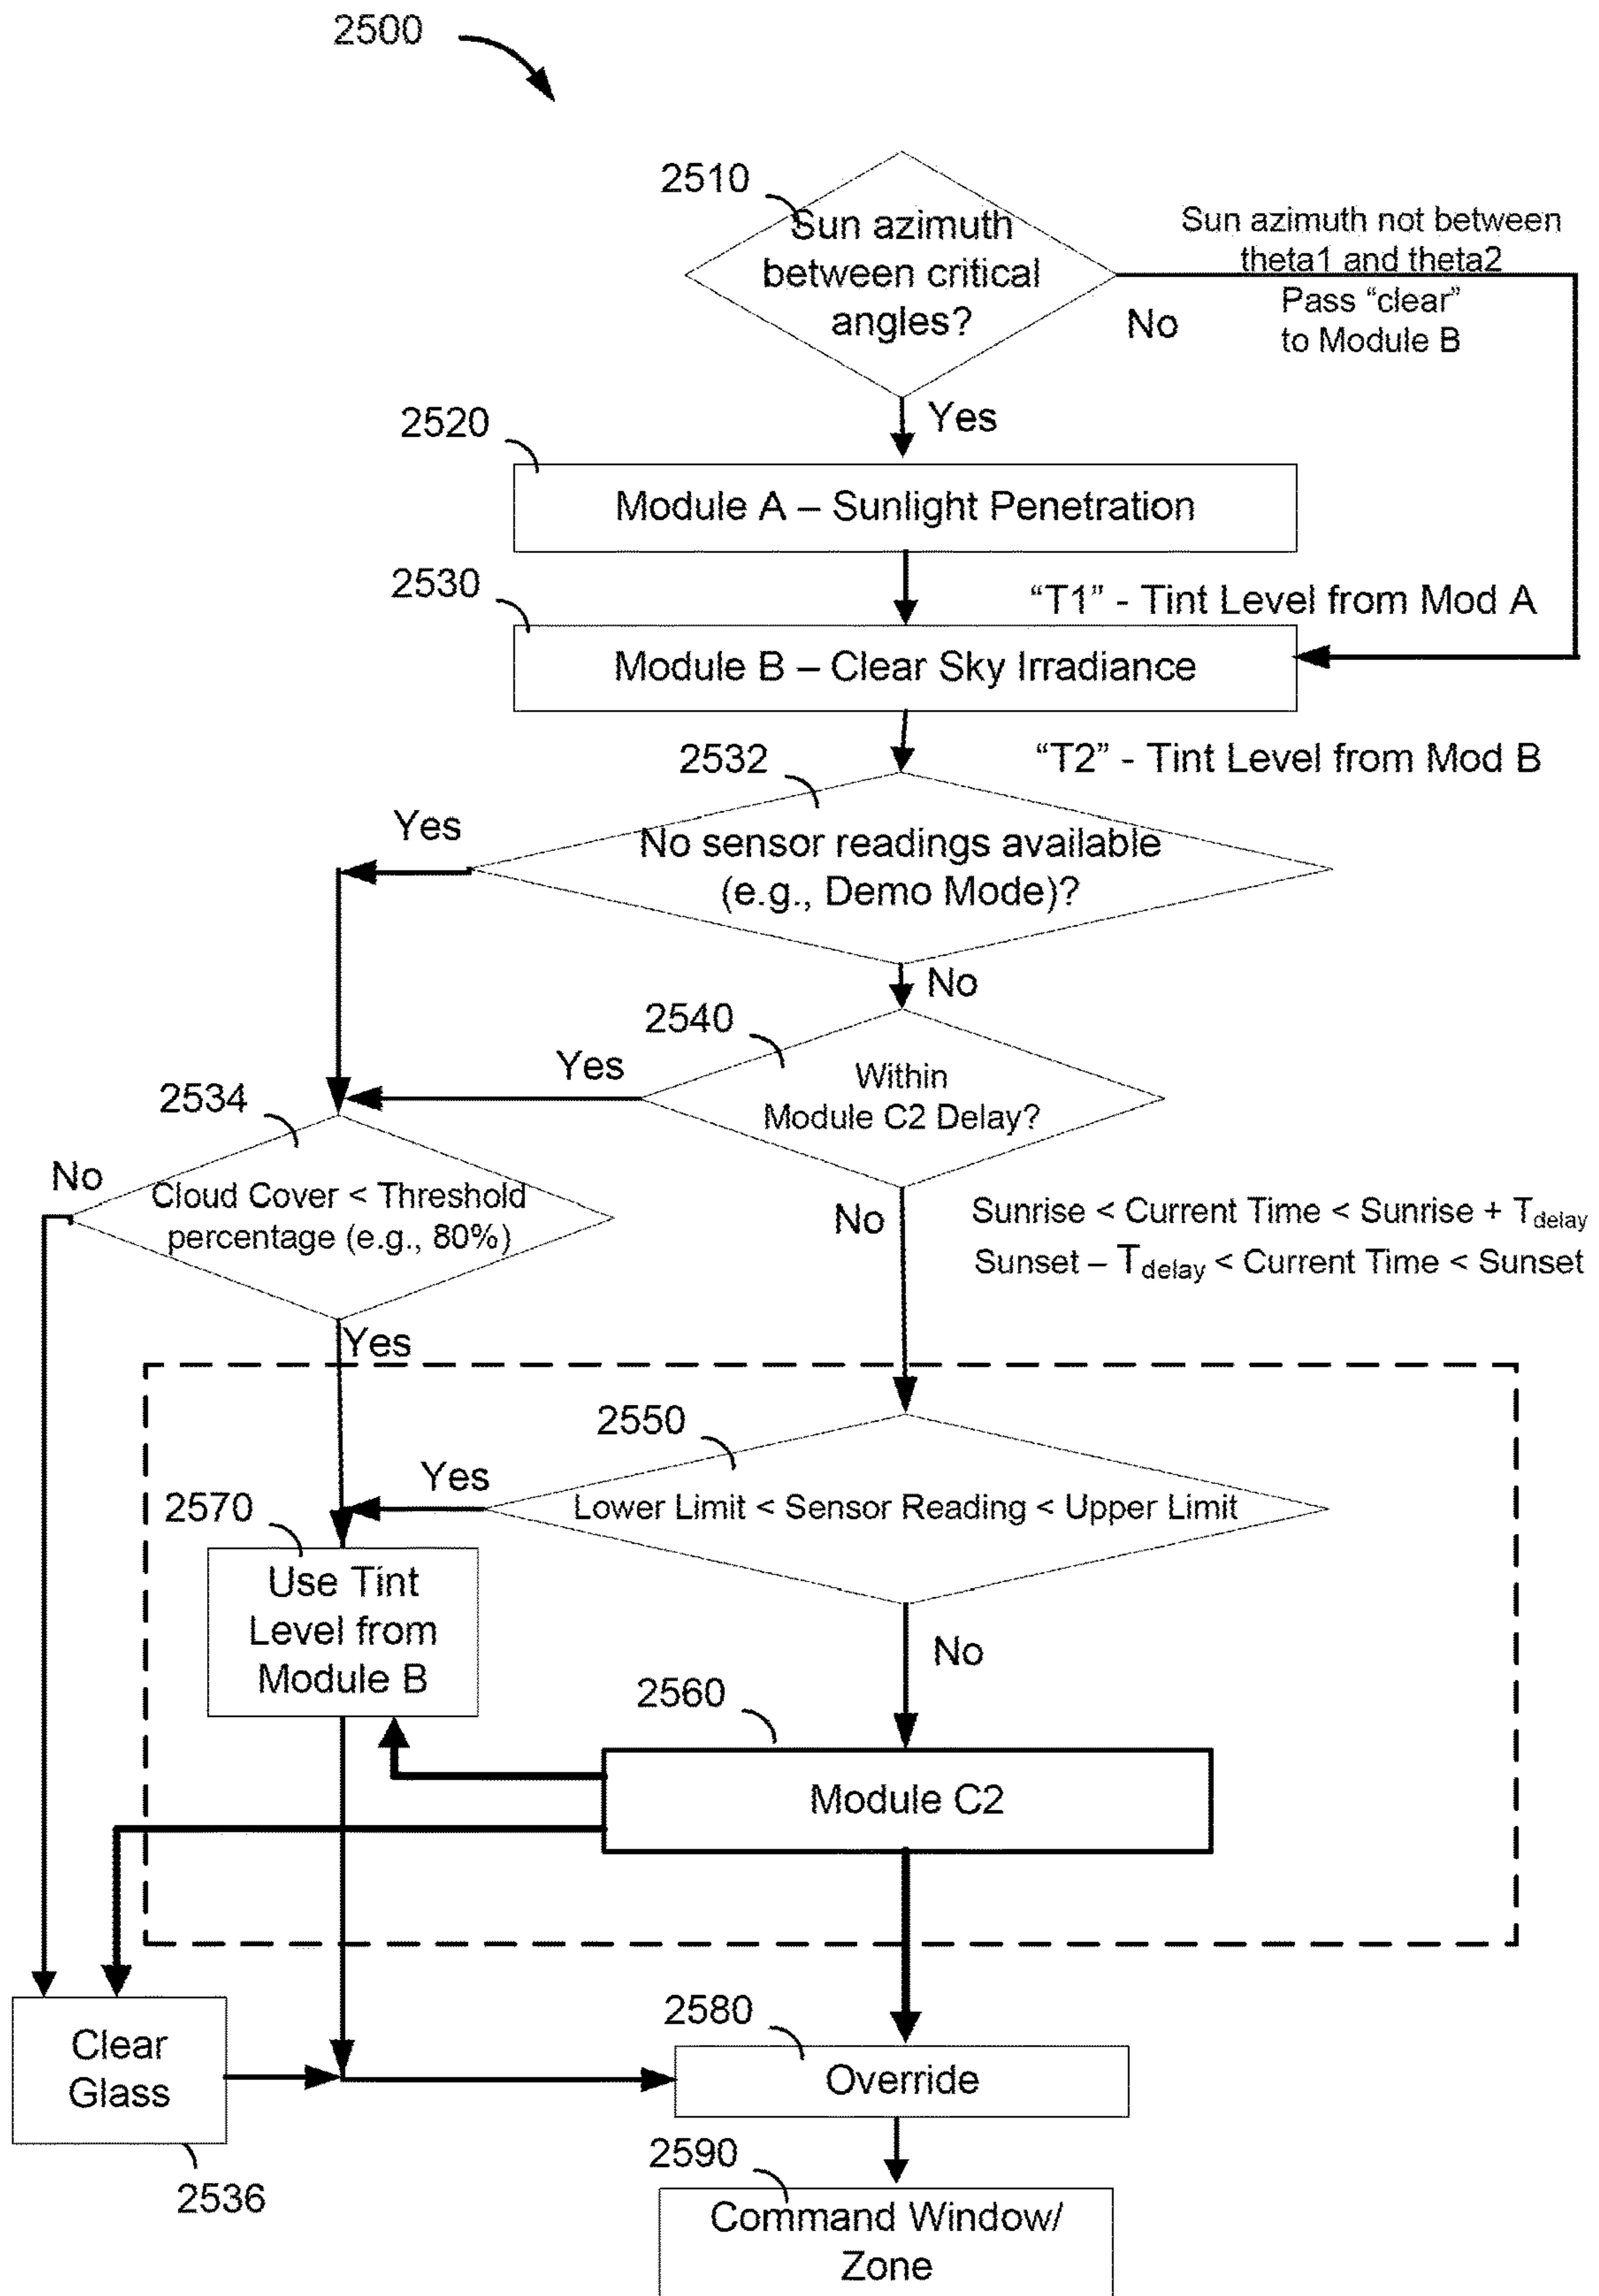 2500
2510
Sun azimuth
between critical
angles?
Sun azimuth not between
theta1 and theta2
Pass “clear”
to Module B
No
Yes
2520
Module A – Sunlight Penetration
2530
“T1” - Tint Level from Mod A
Module B – Clear Sky Irradiance
2532
“T2” - Tint Level from Mod B
Yes
No sensor readings available
(e.g., Demo Mode)?
No
2540
Yes
Within
Module C2 Delay?
2534
No
Cloud Cover < Threshold
percentage (e.g., 80%)
No
Sunrise < Current Time < Sunrise + Tdelay
Sunset – Tdelay < Current Time < Sunset
Yes
2550
Yes
Lower Limit < Sensor Reading < Upper Limit
2570
Use Tint
Level from
Module B
No
2560
Module C2
2580
Clear
Glass
Override
2536
2590
Command Window/
Zone